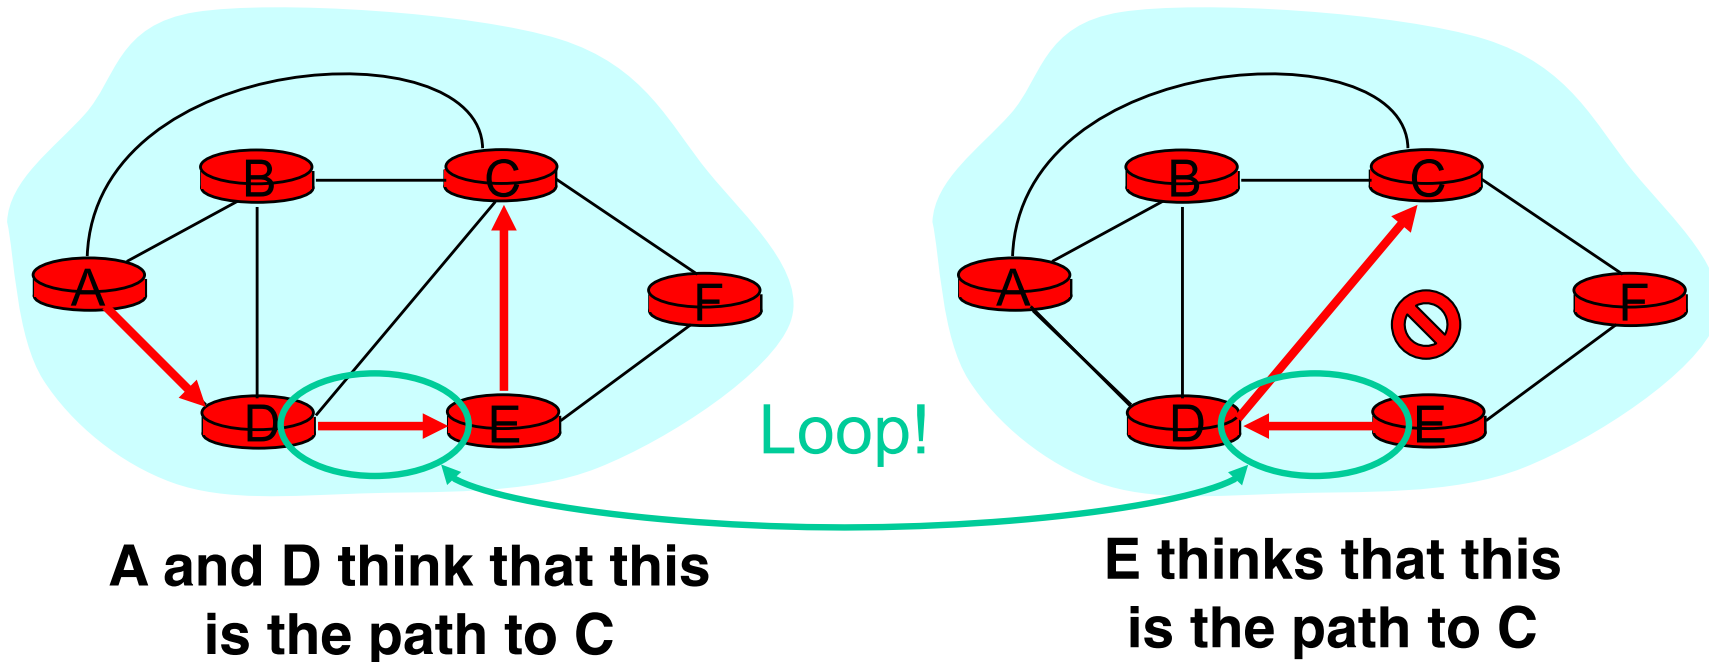 B
C
A
F
D
E
B
C
A
F
D
E
Loop!
A and D think that this
is the path to C
E thinks that this
is the path to C